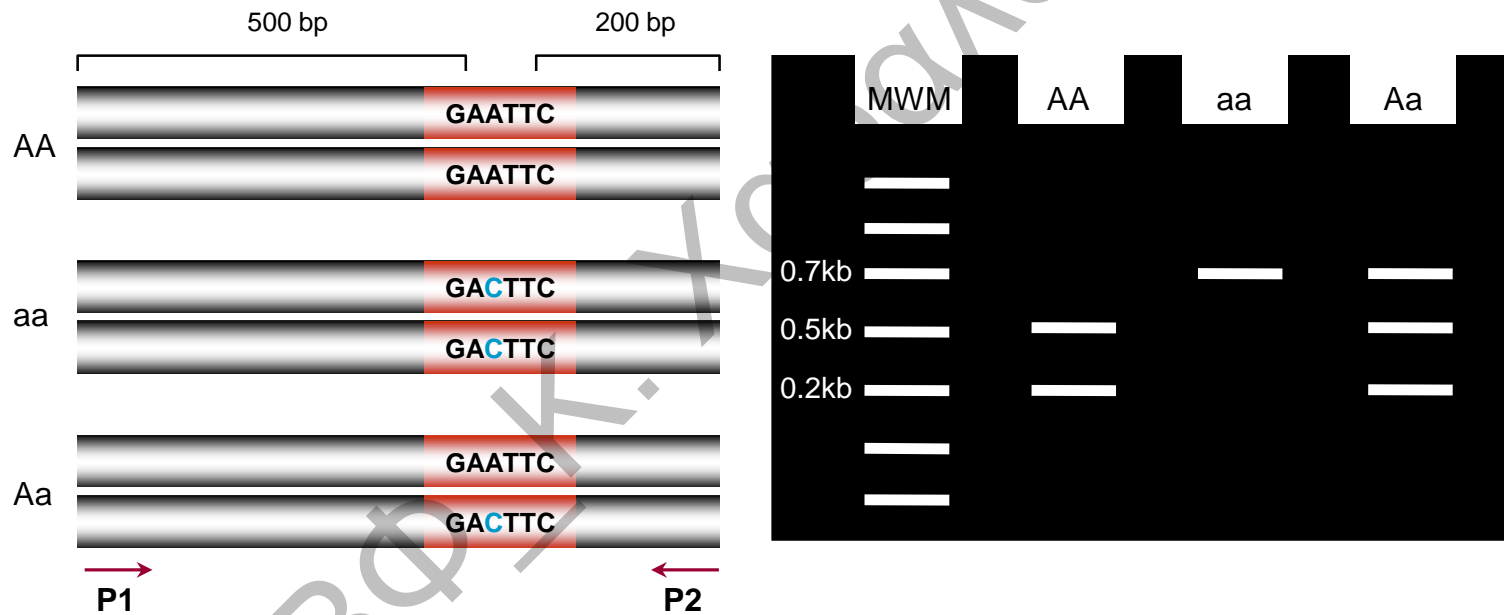 500 bp
200 bp
AA
GAATTC
GAATTC
aa
GACTTC
GACTTC
Aa
GAATTC
GACTTC
P1
P2
MWM
AA
aa
Aa
0.7kb
0.5kb
0.2kb